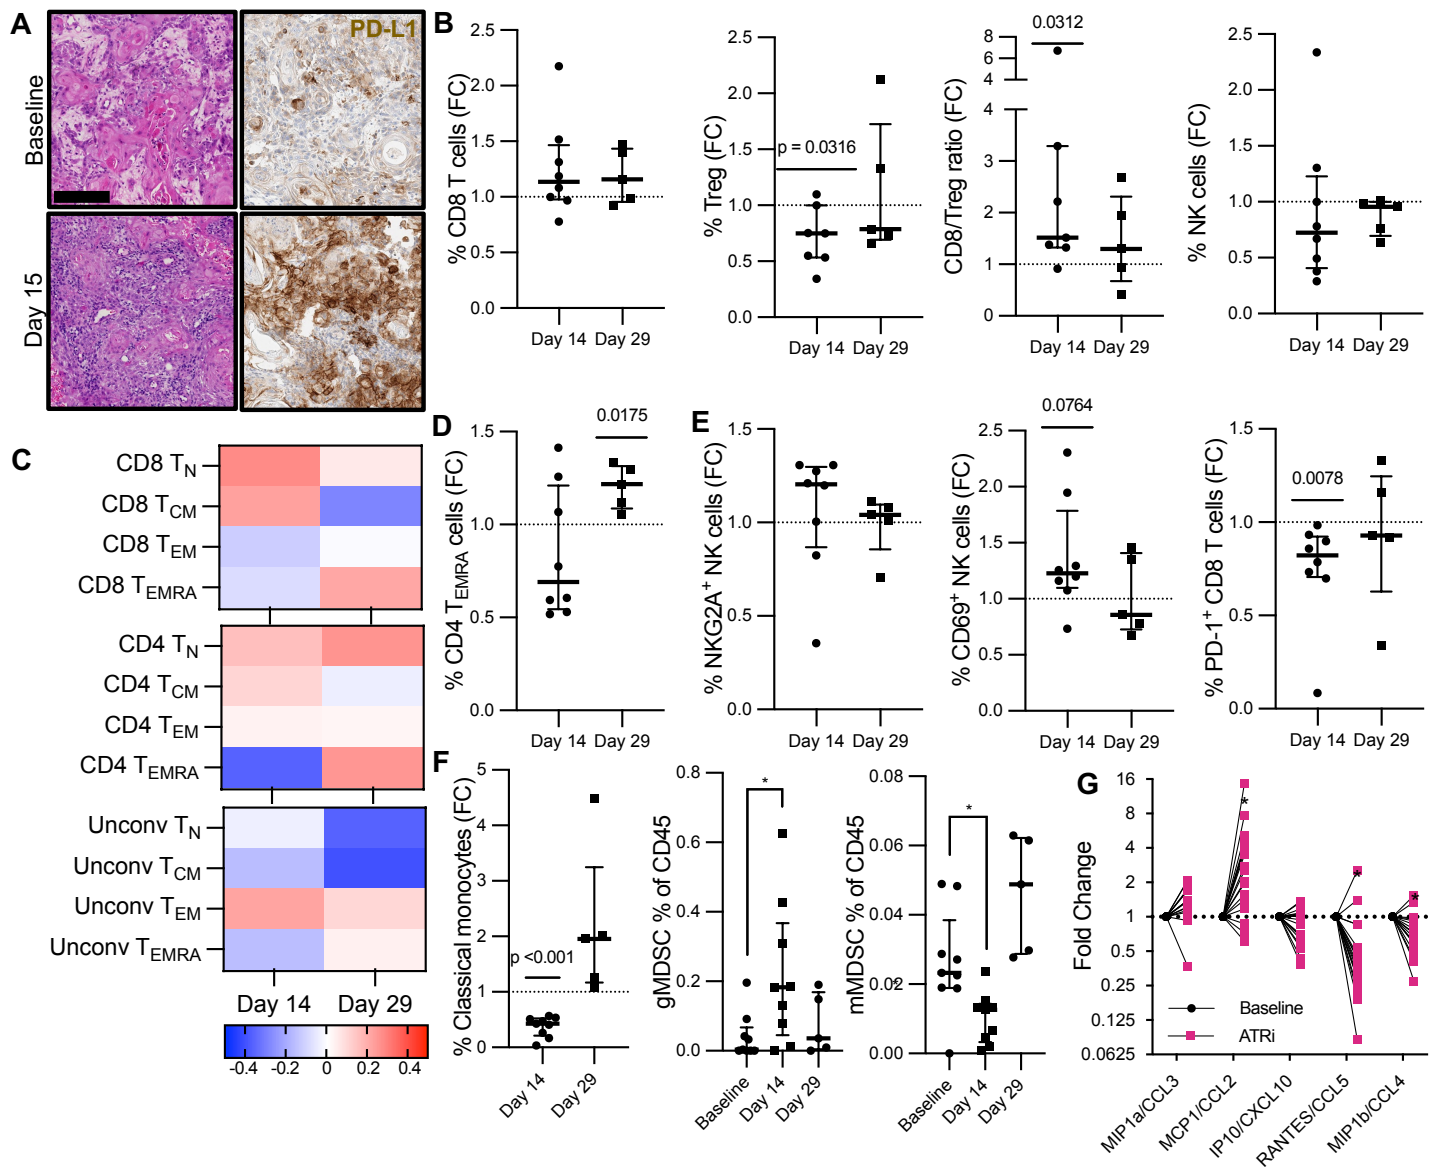 A
Baseline
PD-L1
Day 15
B
% CD8 T cells (FC)
2.5
2.0
1.5
1.0
0.5
0.0
Day 14 Day 29
% Treg (FC)
2.5
2.0
1.5
1.0
0.5
0.0
p = 0.0316
Day 14 Day 29
CD8/Treg ratio (FC)
0.0312
8
6
4
4
3
2
1
0
Day 14 Day 29
% NK cells (FC)
2.5
2.0
1.5
1.0
0.5
0.0
Day 14 Day 29
C
CD8 TN
CD8 TCM
CD8 TEM
CD8 TEMRA
CD4 TN
CD4 TCM
CD4 TEM
CD4 TEMRA
Unconv TN
Unconv TCM
Unconv TEM
Unconv TEMRA
Day 14 Day 29
-0.4 -0.2 0 0.2 0.4
D
% CD4 TEMRA cells (FC)
1.5
1.0
0.5
0.0
0.0175
Day 14 Day 29
E
% NKG2A+ NK cells (FC)
1.5
1.0
0.5
0.0
Day 14 Day 29
% CD69+ NK cells (FC)
0.0764
2.5
2.0
1.5
1.0
0.5
0.0
Day 14 Day 29
% PD-1+ CD8 T cells (FC)
1.5
1.0
0.5
0.0
0.0078
Day 14 Day 29
F
% Classical monocytes (FC)
5
4
3
2
1
0
p <0.001
Day 14
Day 29
gMDSC % of CD45
0.8
0.6
0.4
0.2
0.0
*
Baseline
Day 14
Day 29
mMDSC % of CD45
0.08
0.06
0.04
0.02
0.00
*
Baseline
Day 14
Day 29
G
Fold Change
16
8
4
2
1
0.5
0.25
0.125
0.0625
*
*
*
Baseline
ATRi
MIP1a/CCL3
MCP1/CCL2
IP10/CXCL10
RANTES/CCL5
MIP1b/CCL4